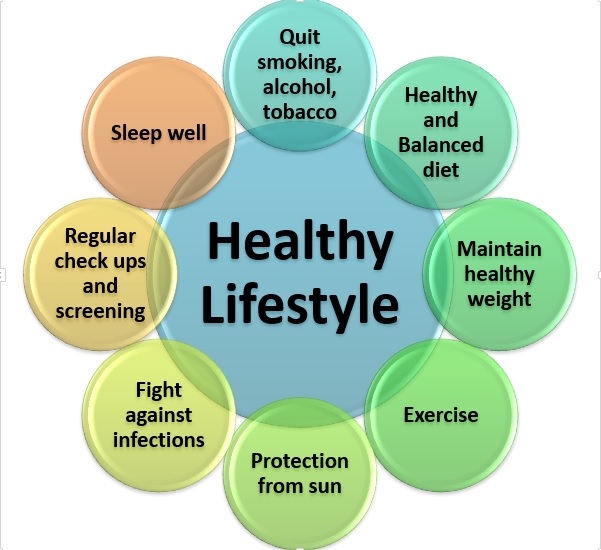 Quit
smoking,
alcohol,
tobacco
Healthy
and
Balanced
diet
Maintain
healthy
weight
Exercise
Protection
from sun
Fight
against
infections
Regular
check ups
and
screening
Sleep well
Healthy
Lifestyle